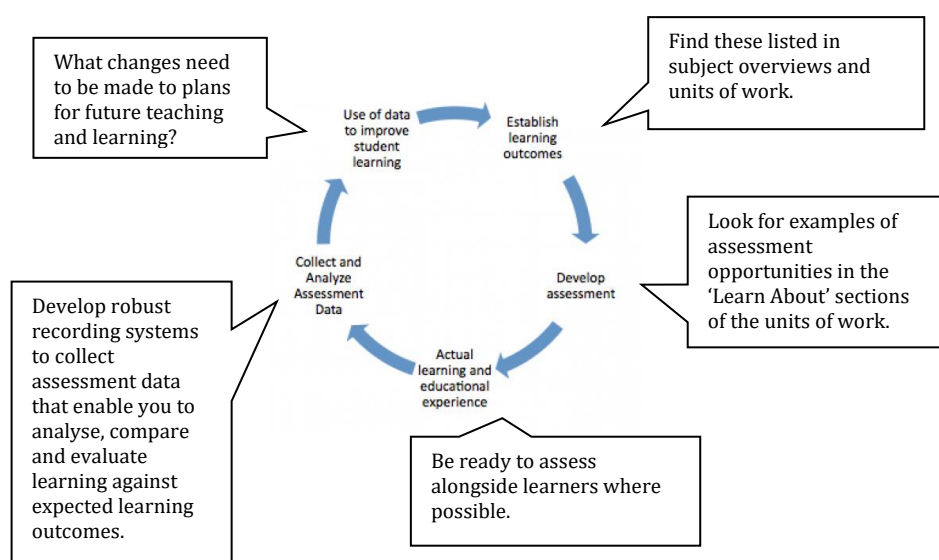 What changes need
to be made to plans
for future teaching
and learning?
Find these listed in
subject overviews and
units of work.
Use of data
to improve
student
learning
Establish
learning
outcomes
Look for examples of
assessment
opportunities in the
‘Learn About’ sections
of the units of work.
Develop
assessment
Collect and
Analyze
Assessment
Data
Develop robust
recording systems
to collect
assessment data
that enable you to
analyse, compare
and evaluate
learning against
expected learning
outcomes.
Actual
learning and
educational
experience
Be ready to assess
alongside learners where
possible.